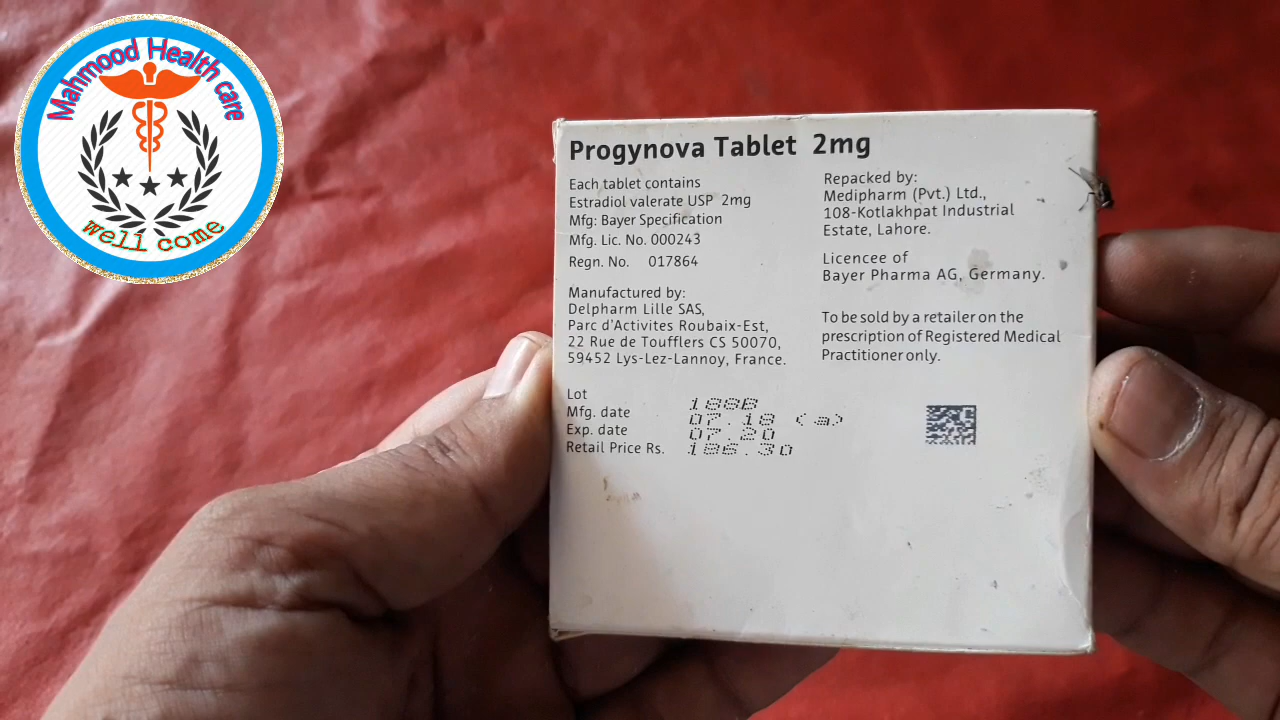 Mahmood Health care
well come
Progynova Tablet 2mg
Each tablet contains
Estradiol valerate USP 2mg
Mfg: Bayer Specification
Mfg. Lic. No. 000243
Regn. No. 017864
Manufactured by:
Delpharm Lille SAS,
Parc d'Activites Roubaix-Est,
22 Rue de Toufflers CS 50070,
59452 Lys-Lez-Lannoy, France.
Repacked by:
Medipharm (Pvt.) Ltd.,
108-Kotlakhpat Industrial
Estate, Lahore.
Licencee of
Bayer Pharma AG, Germany.
To be sold by a retailer on the
prescription of Registered Medical
Practitioner only.
Lot 188B
Mfg. date 07.18 (a)
Exp. date 07.20
Retail Price Rs. 186.30